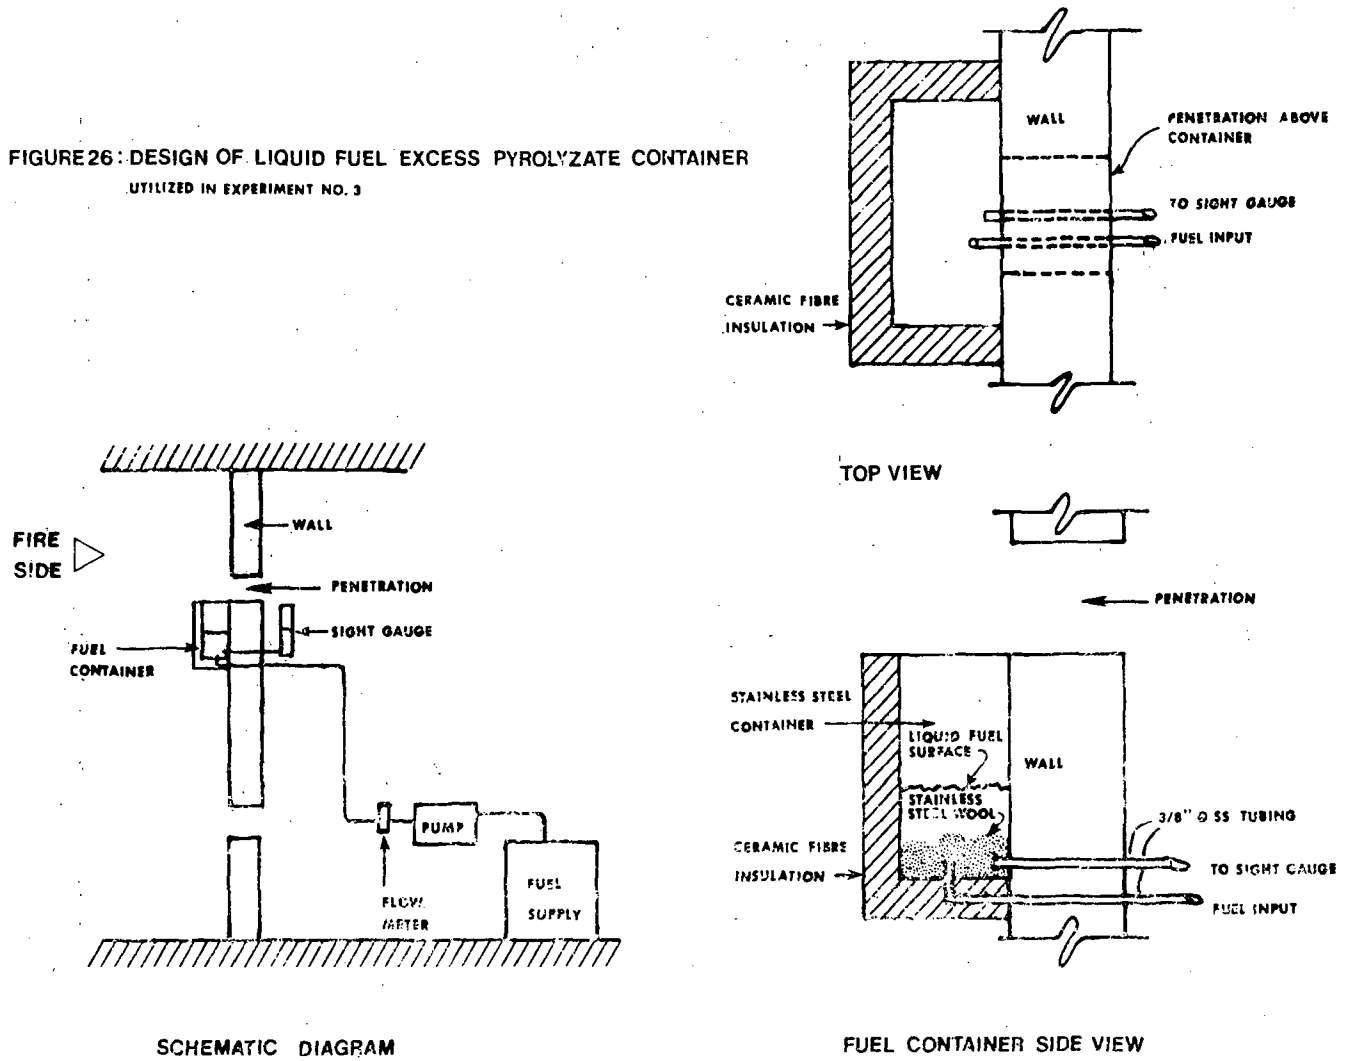 FIGURE 26: DESIGN OF LIQUID FUEL EXCESS PYROLYZATE CONTAINER
UTILIZED IN EXPERIMENT NO. 3
WALL
PENETRATION ABOVE
CONTAINER
TO SIGHT GAUGE
FUEL INPUT
CERAMIC FIBRE
INSULATION
TOP VIEW
FIRE
SIDE
WALL
PENETRATION
SIGHT GAUGE
FUEL
CONTAINER
PUMP
FLOW
METER
FUEL
SUPPLY
SCHEMATIC DIAGRAM
PENETRATION
STAINLESS STEEL
CONTAINER
LIQUID FUEL
SURFACE
WALL
STAINLESS
STEEL WOOL
3/8" Ø SS TUBING
CERAMIC FIBRE
INSULATION
TO SIGHT GAUGE
FUEL INPUT
FUEL CONTAINER SIDE VIEW